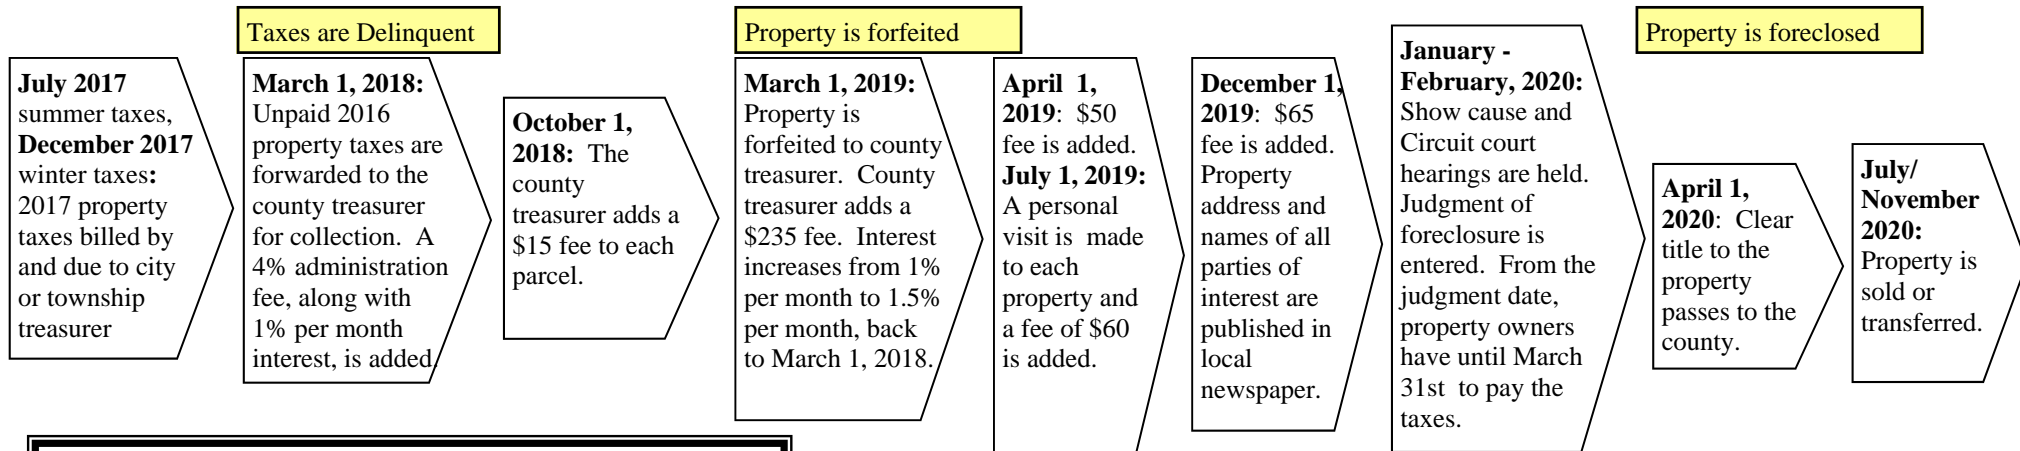 Taxes are Delinquent
Property is forfeited
Property is foreclosed
July 2017
summer taxes,
December 2017
winter taxes:
2017 property
taxes billed by
and due to city
or township
treasurer
March 1, 2018:
Unpaid 2016
property taxes are
forwarded to the
county treasurer
for collection.  A
4% administration
fee, along with
1% per month
interest, is added.
October 1,
2018:  The
county
treasurer adds a
$15 fee to each
parcel.
March 1, 2019:
Property is
forfeited to county
treasurer.  County
treasurer adds a
$235 fee.  Interest
increases from 1%
per month to 1.5%
per month, back
to March 1, 2018.
April  1,
2019:  $50
fee is added.
July 1, 2019:
A personal
visit is  made
to each
property and
a fee of $60
is added.
December 1,
2019:  $65
fee is added.
Property
address and
names of all
parties of
interest are
published in
local
newspaper.
January -
February, 2020:
Show cause and
Circuit court
hearings are held.
Judgment of
foreclosure is
entered.  From the
judgment date,
property owners
have until March
31st  to pay the
taxes.
April 1,
2020:  Clear
title to the
property
passes to the
county.
July/
November
2020:
Property is
sold or
transferred.